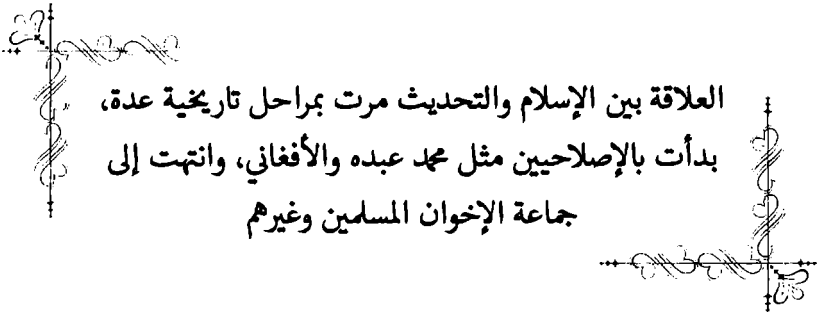 العلاقة بين الإسلام والتحديث مرت بمراحل تاريخية عدة،
بدأت بالإصلاحيين مثل محمد عبده والأفغاني، وانتهت إلى
جماعة الإخوان المسلمين وغيرهم